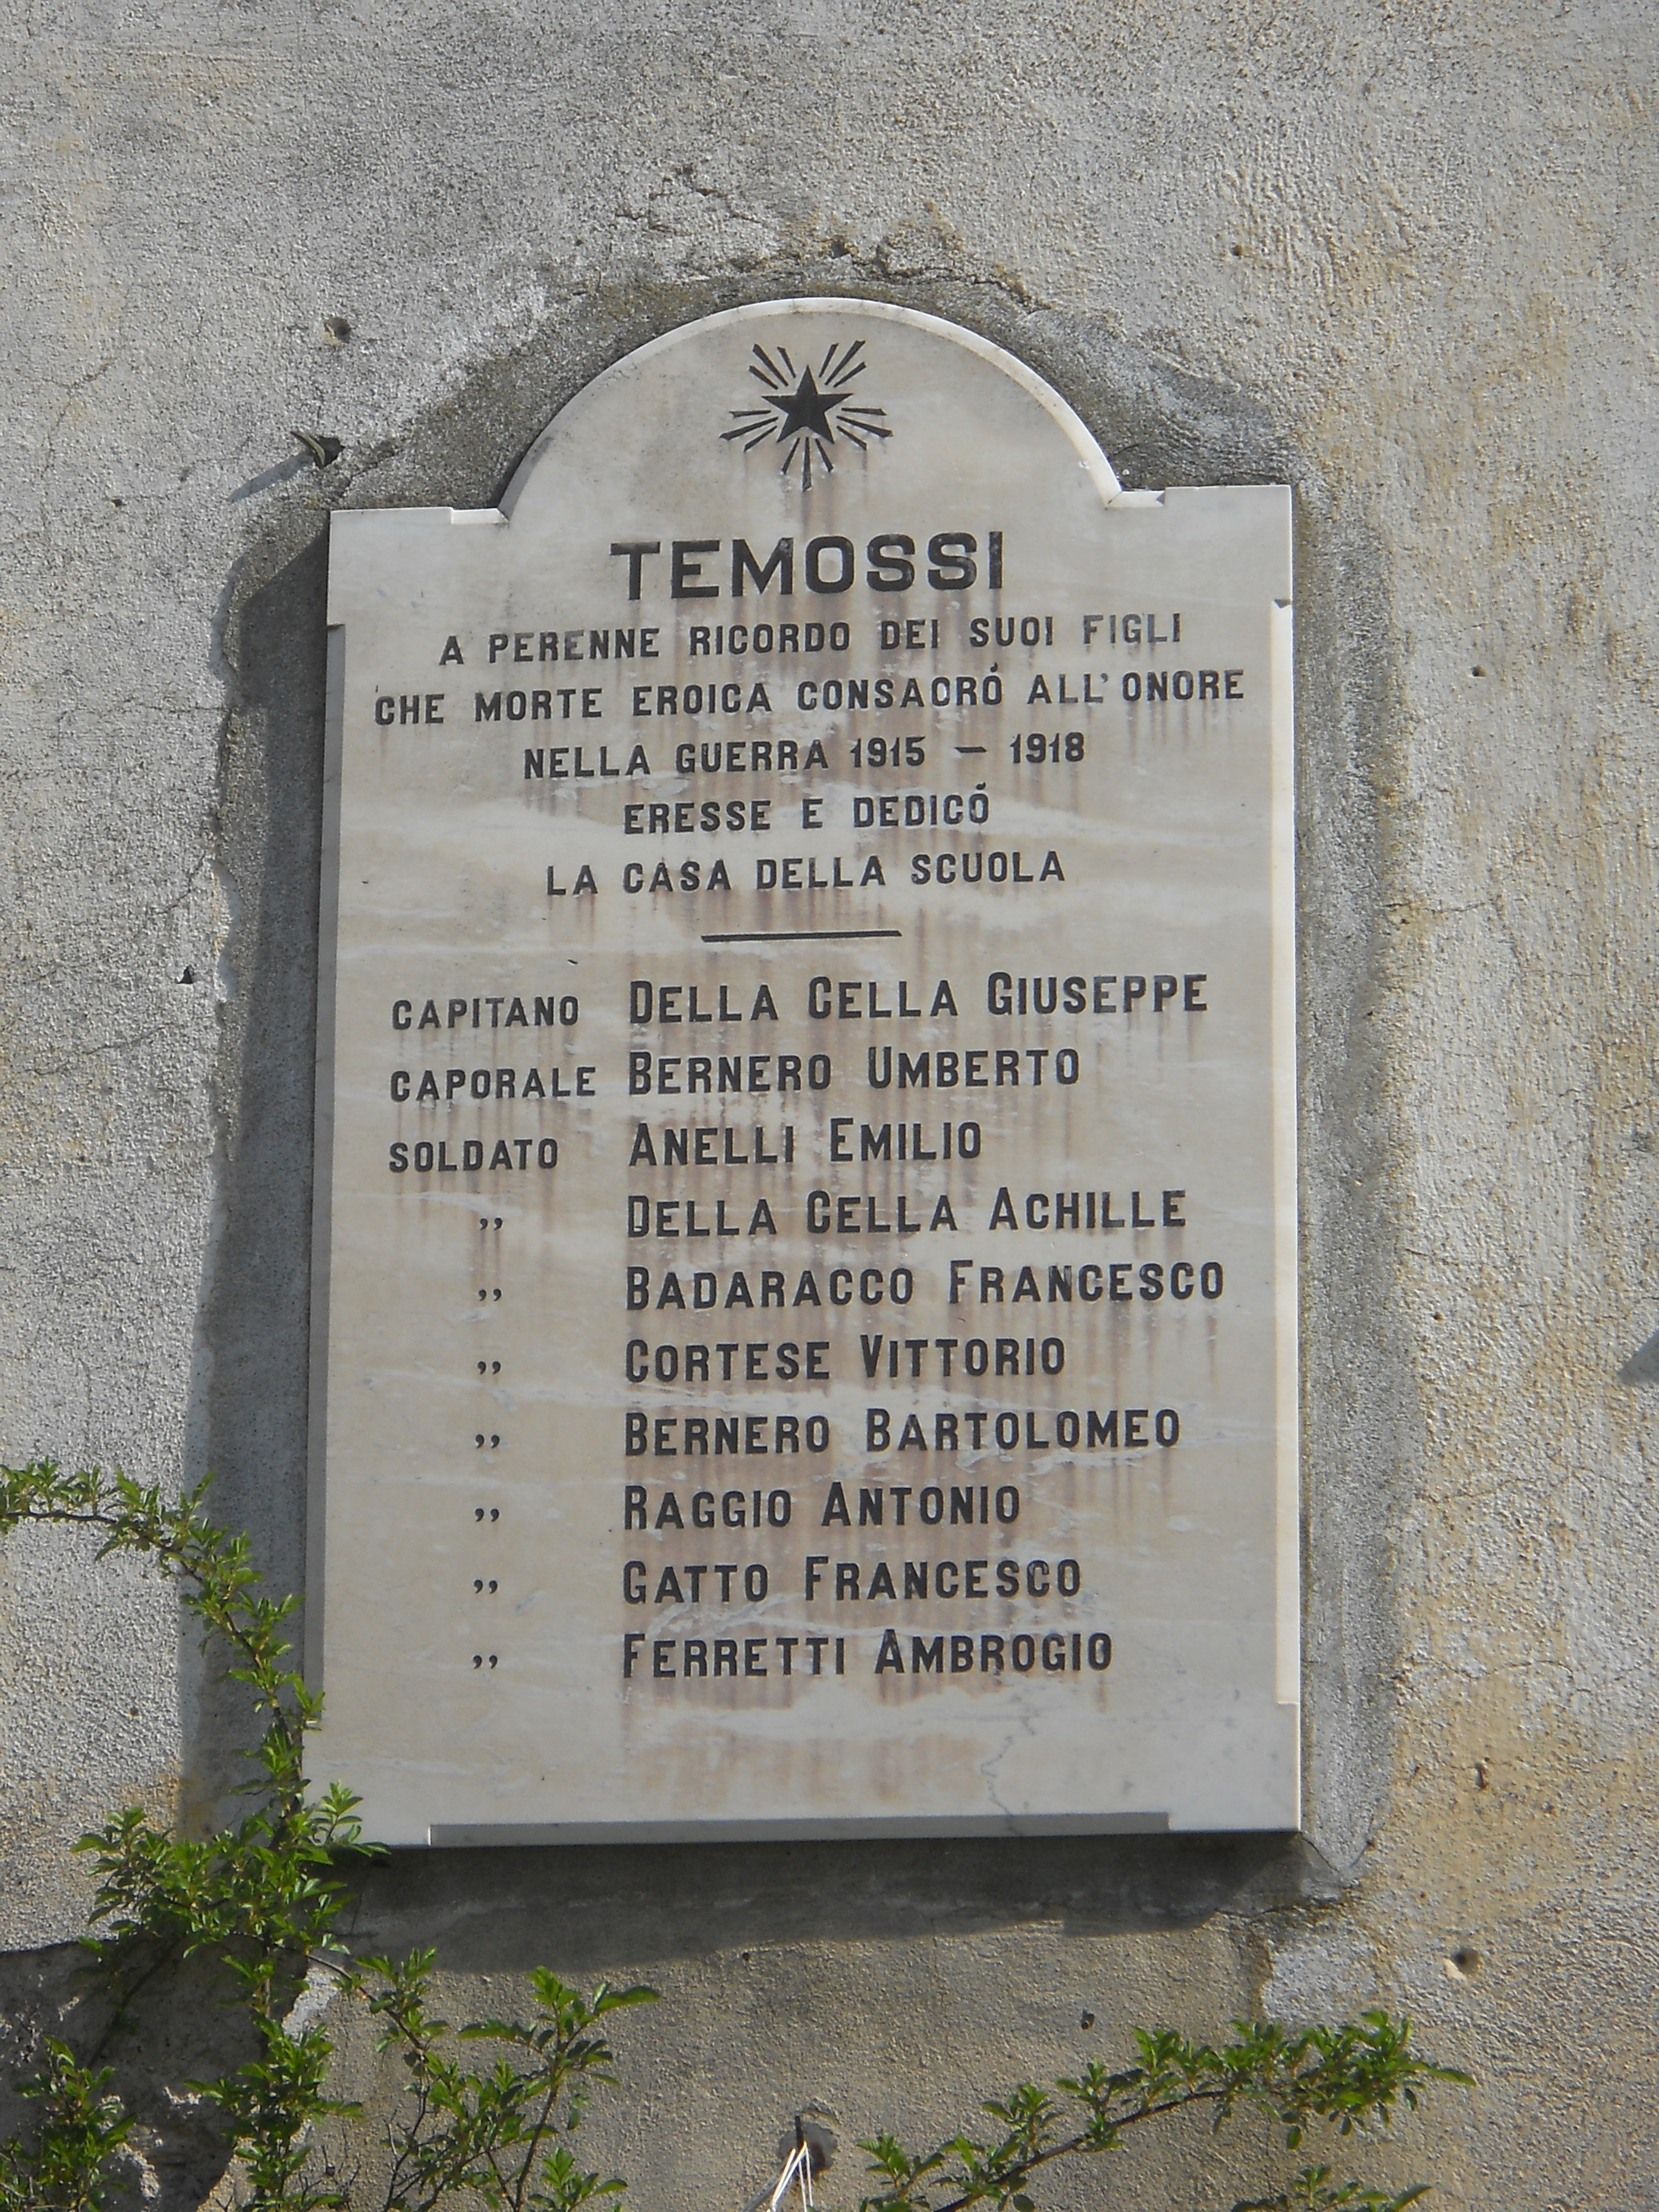 TEMOSSI
A PERENNE RICORDO DEI SUOI FIGLI
CHE MORTE EROICA CONSACRÓ ALL'ONORE
NELLA GUERRA 1915 – 1918
ERESSE E DEDICÓ
LA CASA DELLA SCUOLA
CAPITANO DELLA CELLA GIUSEPPE
CAPORALE BERNERO UMBERTO
SOLDATO ANELLI EMILIO
„ DELLA CELLA ACHILLE
„ BADARACCO FRANCESCO
„ CORTESE VITTORIO
„ BERNERO BARTOLOMEO
„ RAGGIO ANTONIO
„ GATTO FRANCESCO
„ FERRETTI AMBROGIO